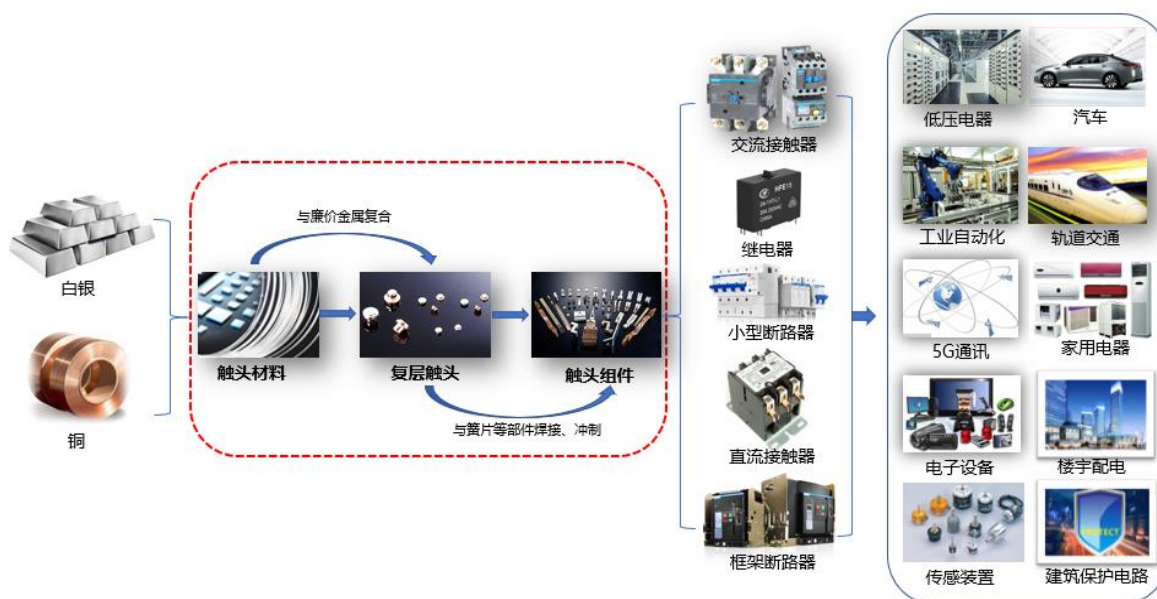 白银
铜
与廉价金属复合
触头材料
复层触头
触头组件
与簧片等部件焊接、冲制
交流接触器
HFE15
继电器
小型断路器
直流接触器
框架断路器
低压电器
汽车
工业自动化
轨道交通
5G通讯
家用电器
电子设备
楼宇配电
传感装置
PROTECT
建筑保护电路